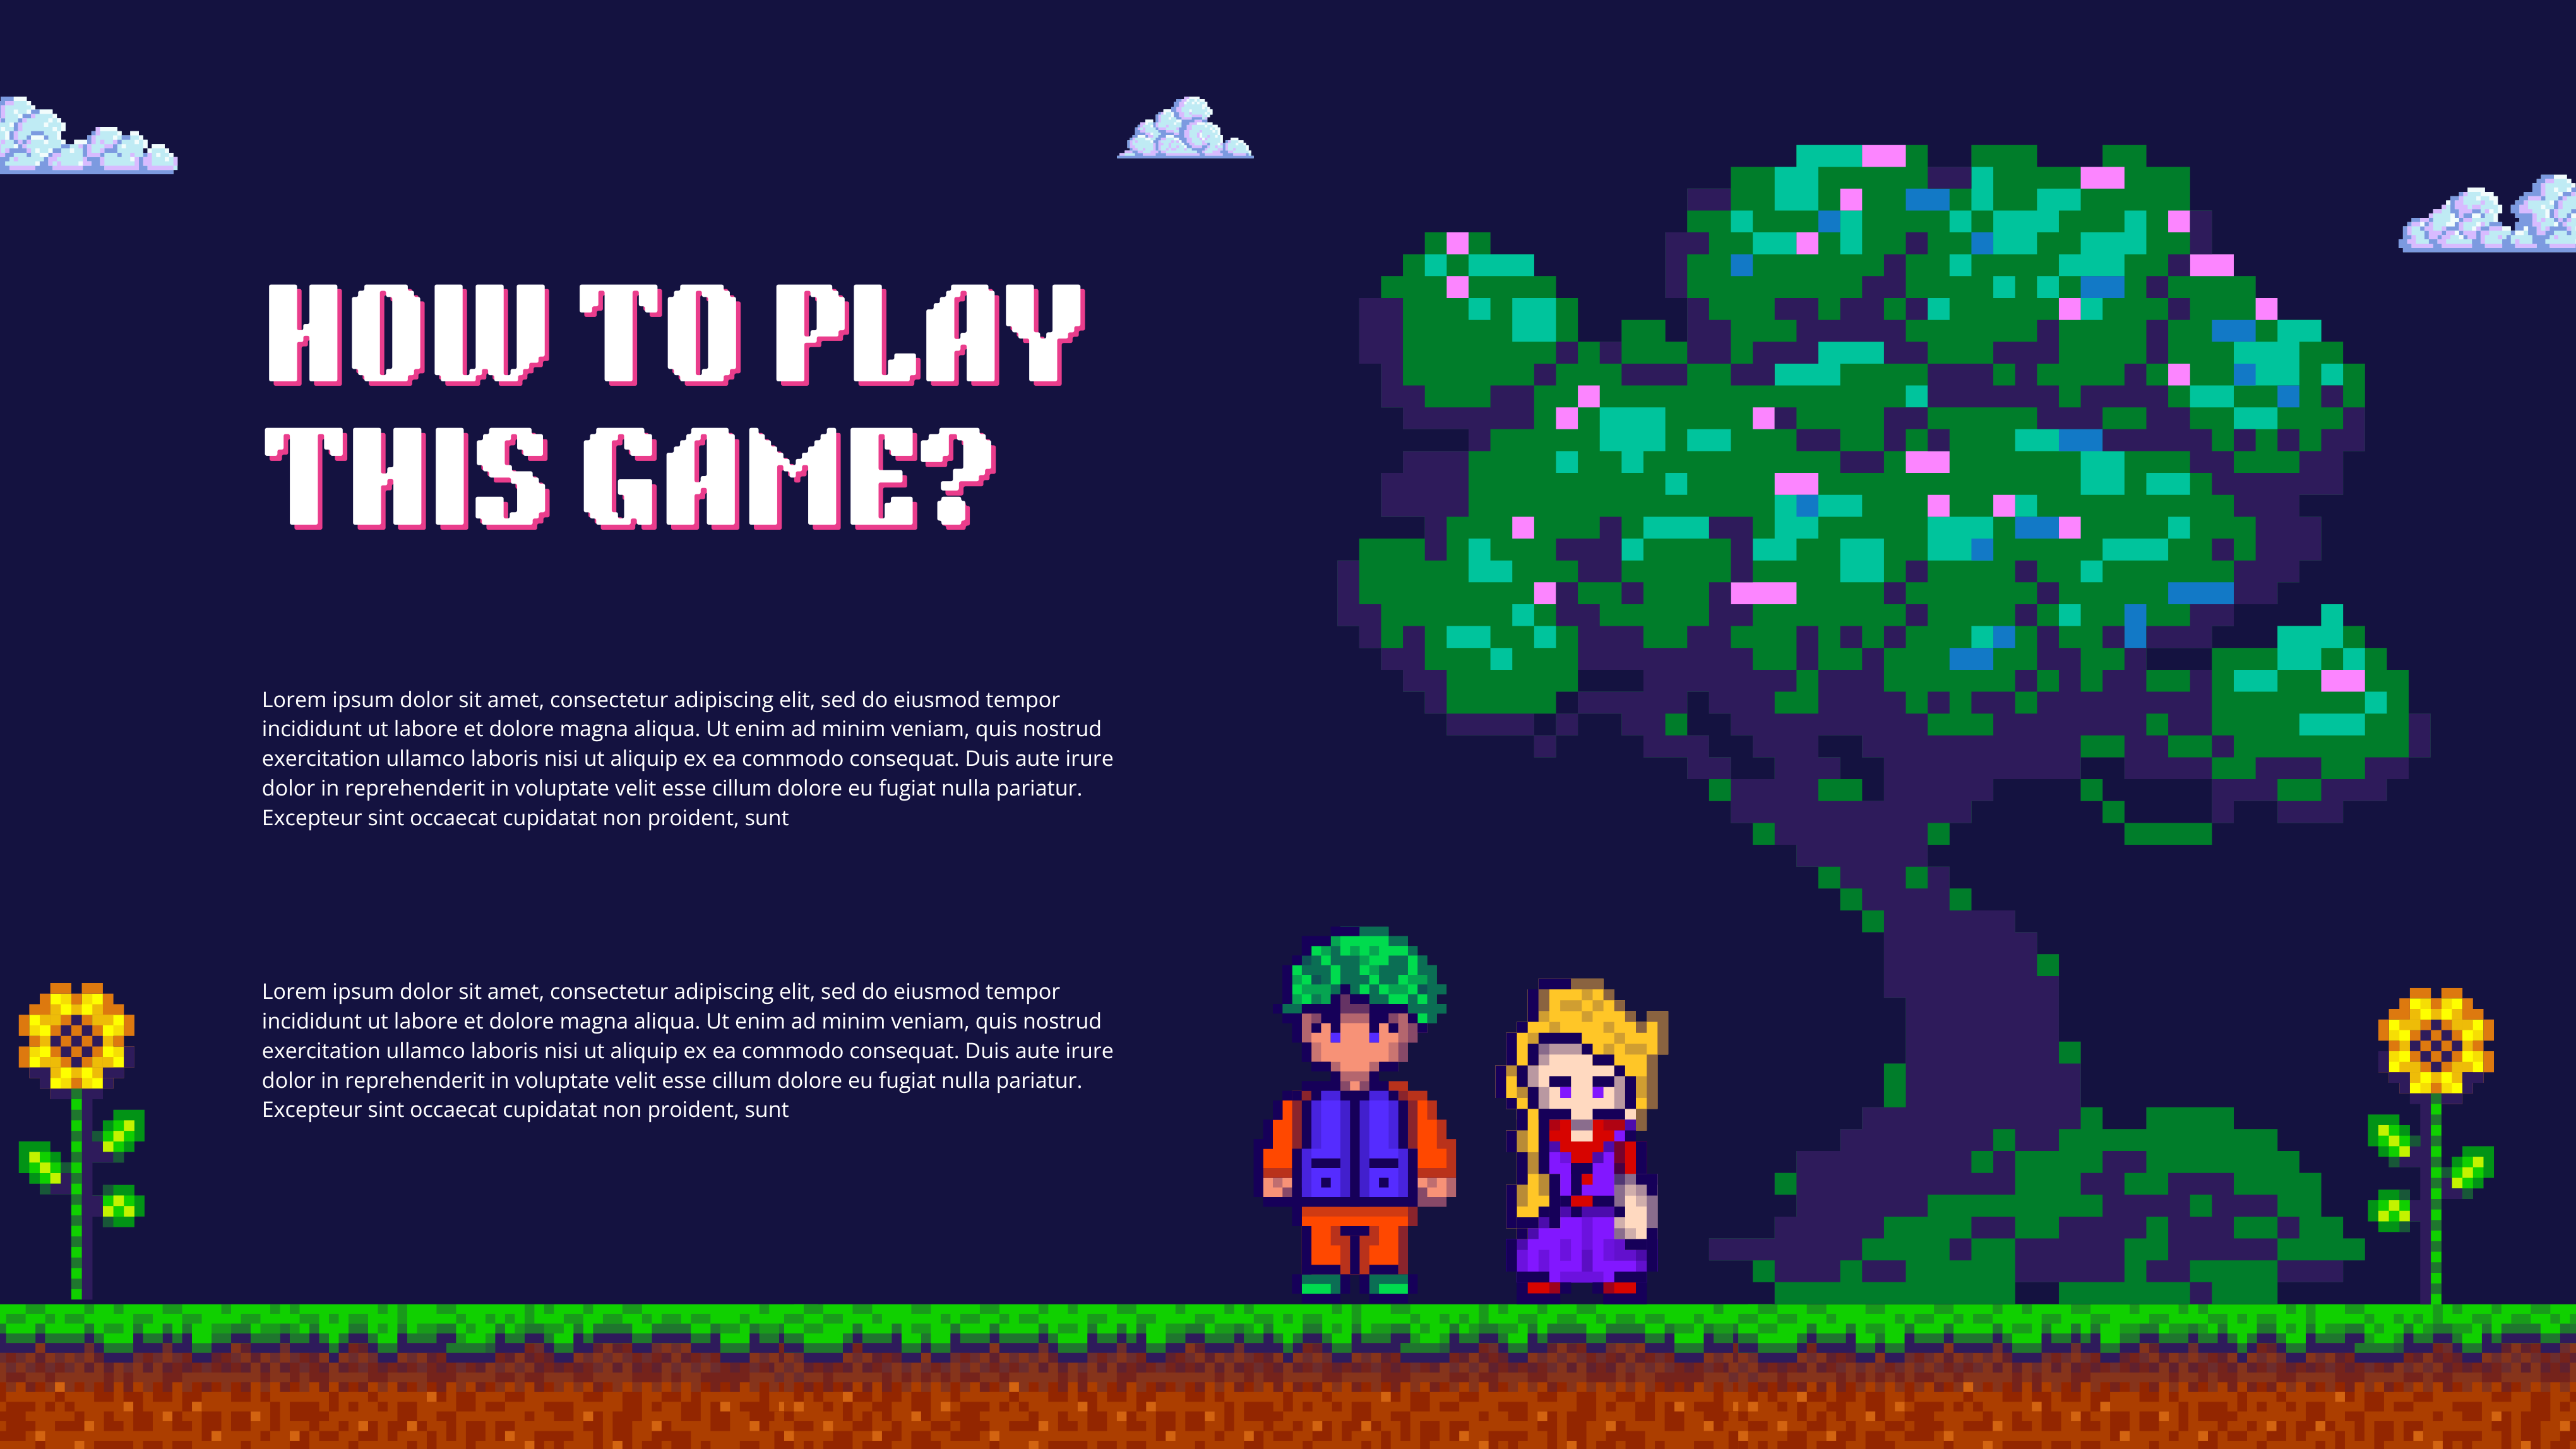 HOW TO PLAY
THIS GAME?
Lorem ipsum dolor sit amet, consectetur adipiscing elit, sed do eiusmod tempor
incididunt ut labore et dolore magna aliqua. Ut enim ad minim veniam, quis nostrud
exercitation ullamco laboris nisi ut aliquip ex ea commodo consequat. Duis aute irure
dolor in reprehenderit in voluptate velit esse cillum dolore eu fugiat nulla pariatur.
Excepteur sint occaecat cupidatat non proident, sunt
Lorem ipsum dolor sit amet, consectetur adipiscing elit, sed do eiusmod tempor
incididunt ut labore et dolore magna aliqua. Ut enim ad minim veniam, quis nostrud
exercitation ullamco laboris nisi ut aliquip ex ea commodo consequat. Duis aute irure
dolor in reprehenderit in voluptate velit esse cillum dolore eu fugiat nulla pariatur.
Excepteur sint occaecat cupidatat non proident, sunt